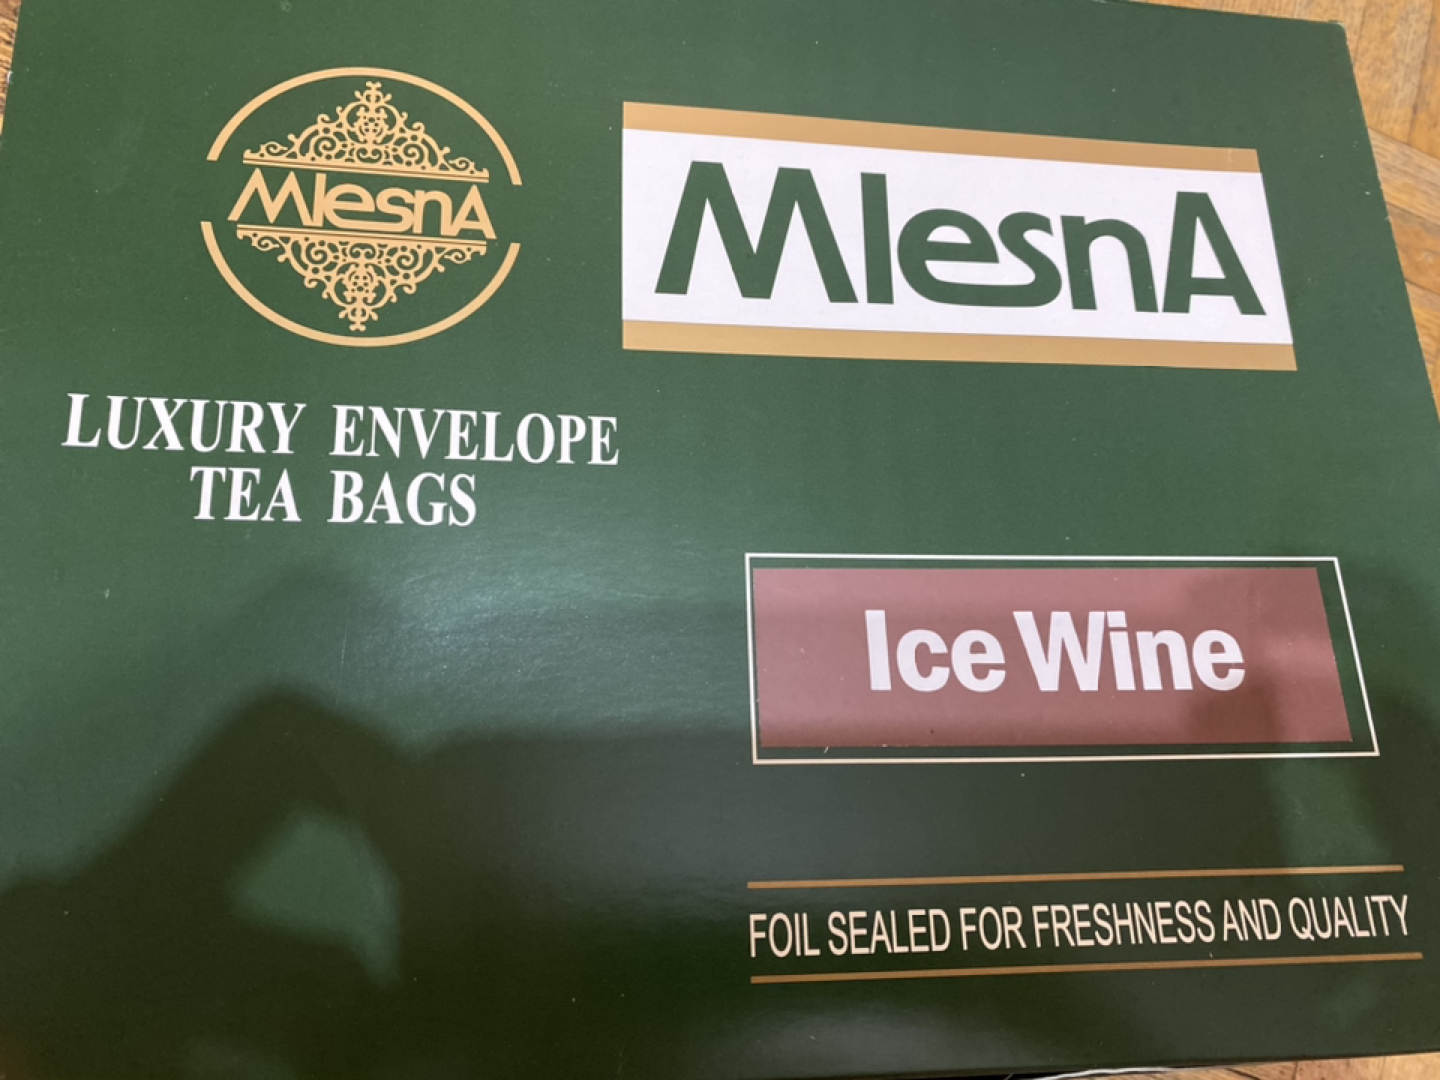 MlesnA
MlesnA
LUXURY ENVELOPE
TEA BAGS
Ice Wine
FOIL SEALED FOR FRESHNESS AND QUALITY